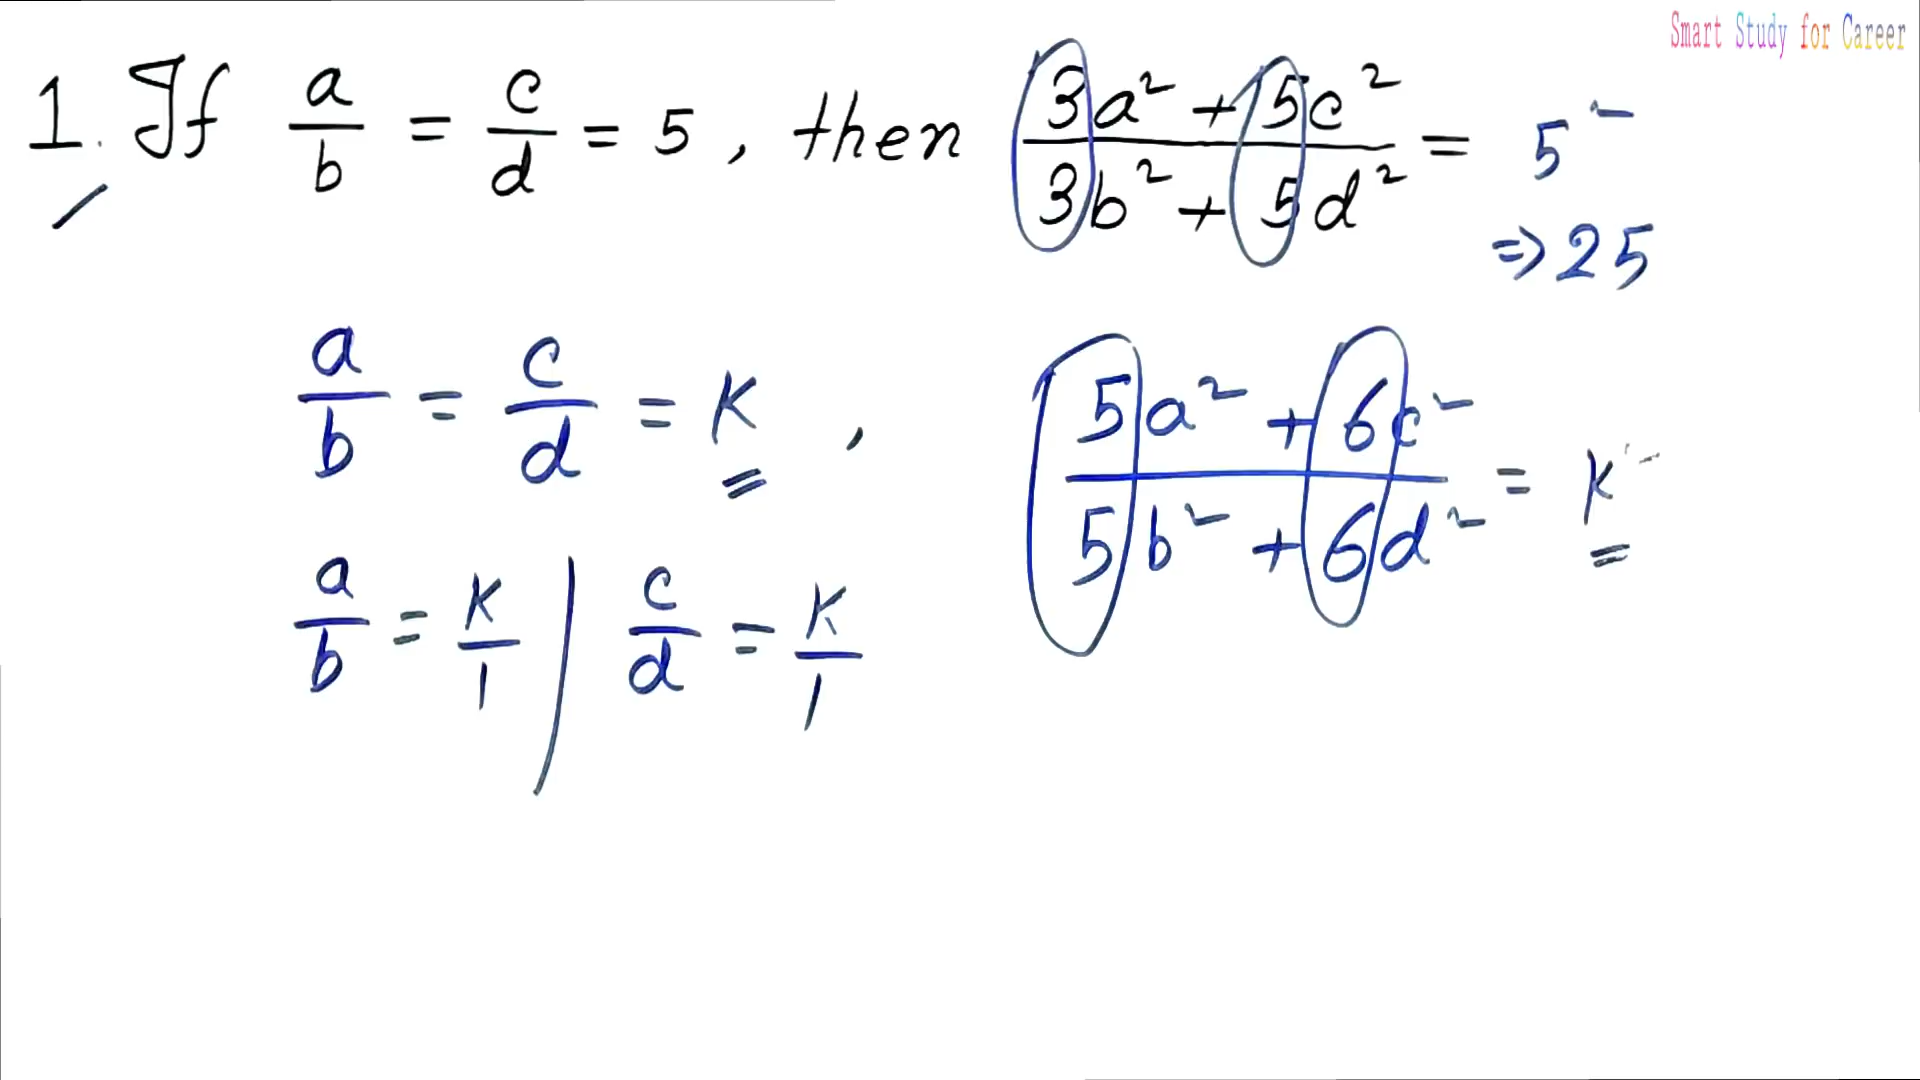 Smart Study for Career
1. If a/b = c/d = 5, then (3a² + 5c²)/(3b² + 5d²) = 5²
⇒ 25
a/b = c/d = K, (5a² + 6c²)/(5b² + 6d²) = K²
a/b = K/1 | c/d = K/1